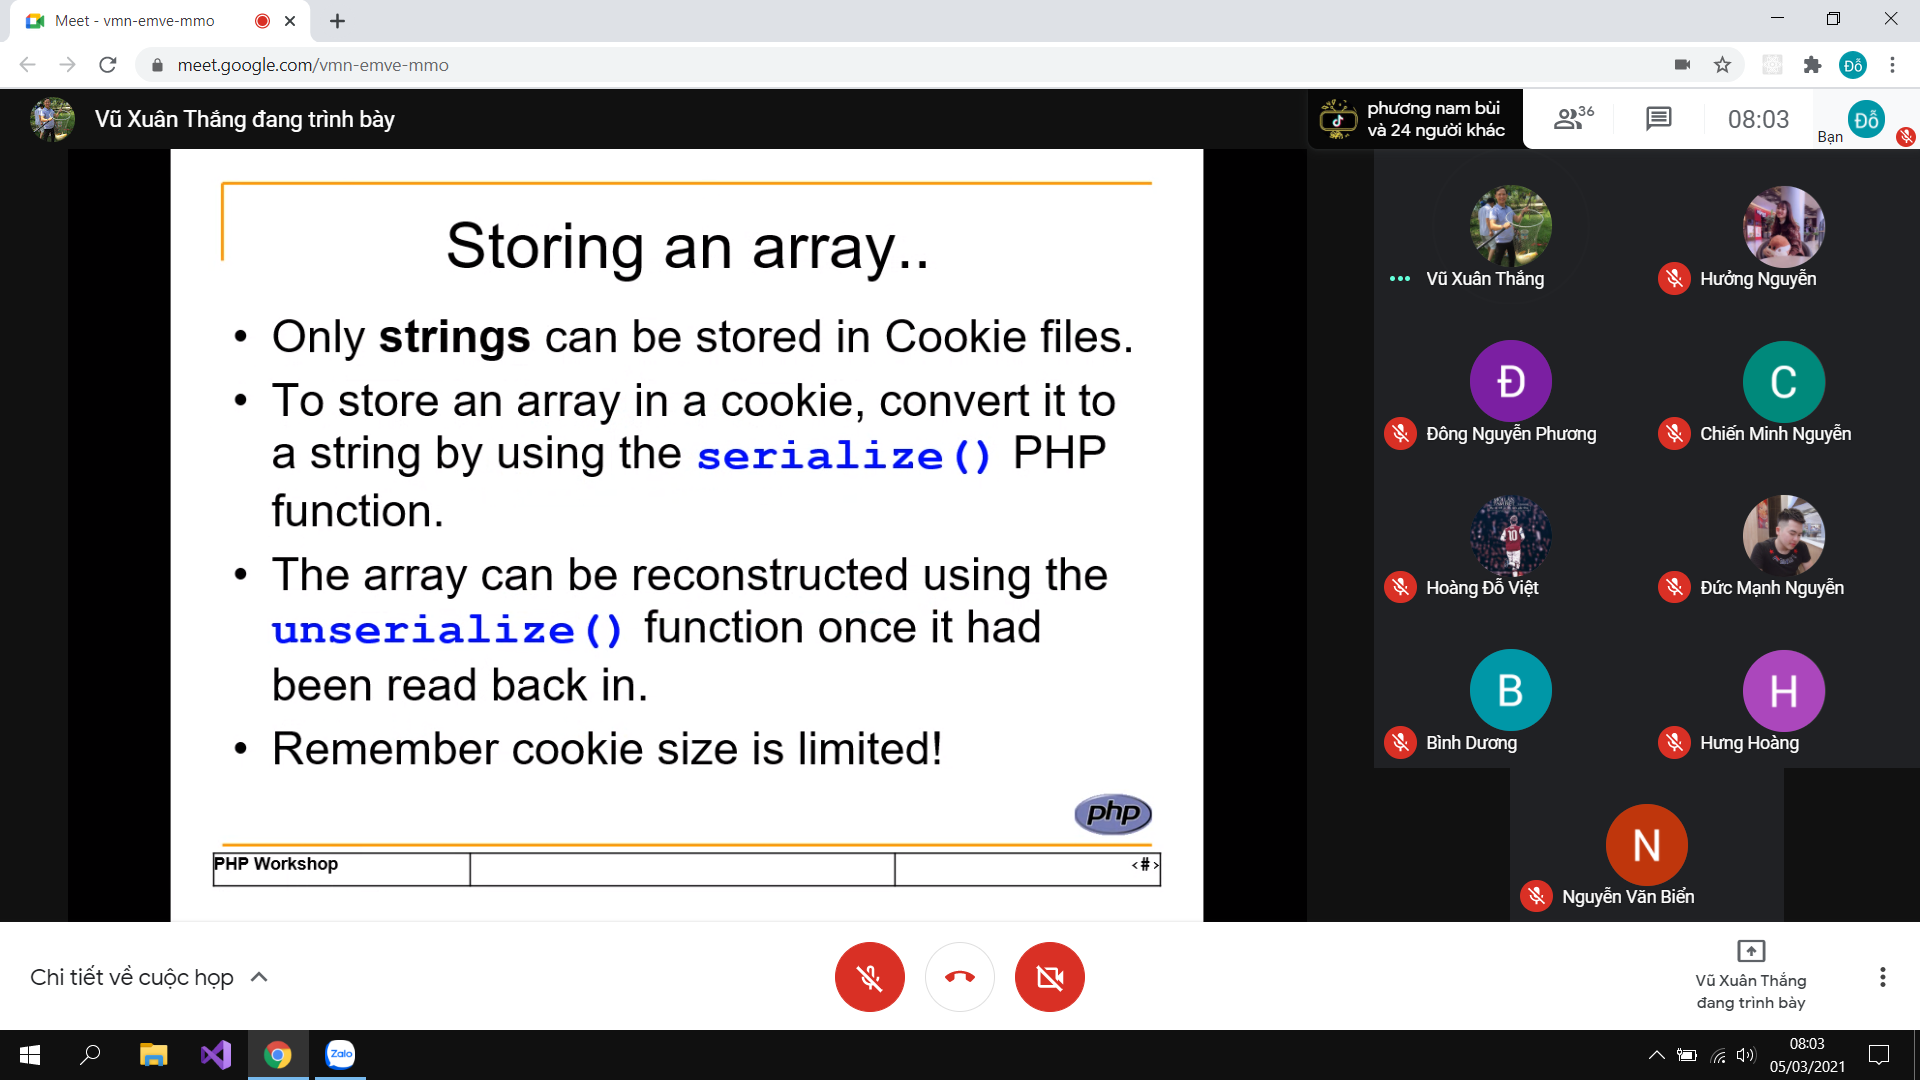 Meet - vmn-emve-mmo
meet.google.com/vmn-emve-mmo
Đỗ
Vũ Xuân Thắng đang trình bày
phương nam bùi
và 24 người khác
36
08:03
Bạn
Đỗ
Storing an array..
• Only strings can be stored in Cookie files.
• To store an array in a cookie, convert it to
a string by using the serialize() PHP
function.
• The array can be reconstructed using the
unserialize() function once it had
been read back in.
• Remember cookie size is limited!
php
PHP Workshop
<#>
Vũ Xuân Thắng
Hưởng Nguyễn
Đ
C
Đông Nguyễn Phương
Chiến Minh Nguyễn
10
Hoàng Đỗ Việt
Đức Mạnh Nguyễn
B
H
Bình Dương
Hưng Hoàng
N
Nguyễn Văn Biển
Chi tiết về cuộc họp
Vũ Xuân Thắng
đang trình bày
Zalo
08:03
05/03/2021